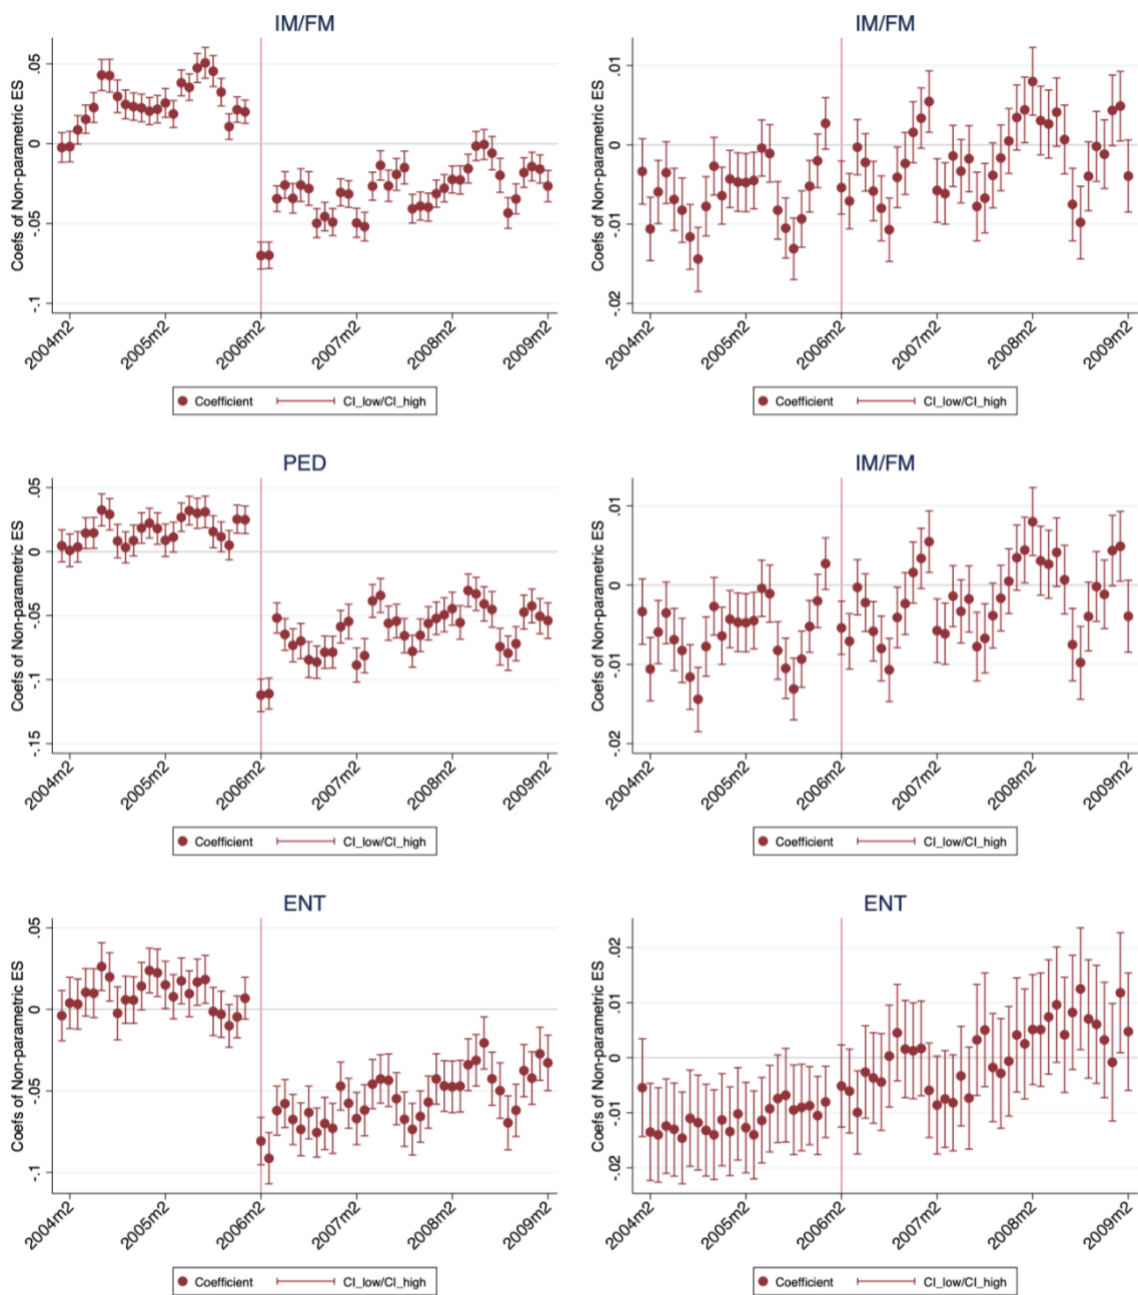 IM/FM
Coefs of Non-parametric ES
.05
0
-.05
-.1
2004m2
2005m2
2006m2
2007m2
2008m2
2009m2
Coefficient
CI_low/CI_high
IM/FM
Coefs of Non-parametric ES
.01
0
-.01
-.02
2004m2
2005m2
2006m2
2007m2
2008m2
2009m2
Coefficient
CI_low/CI_high
PED
Coefs of Non-parametric ES
.05
0
-.05
-.1
-.15
2004m2
2005m2
2006m2
2007m2
2008m2
2009m2
Coefficient
CI_low/CI_high
IM/FM
Coefs of Non-parametric ES
.01
0
-.01
-.02
2004m2
2005m2
2006m2
2007m2
2008m2
2009m2
Coefficient
CI_low/CI_high
ENT
Coefs of Non-parametric ES
.05
0
-.05
-.1
2004m2
2005m2
2006m2
2007m2
2008m2
2009m2
Coefficient
CI_low/CI_high
ENT
Coefs of Non-parametric ES
.02
.01
0
-.01
-.02
2004m2
2005m2
2006m2
2007m2
2008m2
2009m2
Coefficient
CI_low/CI_high